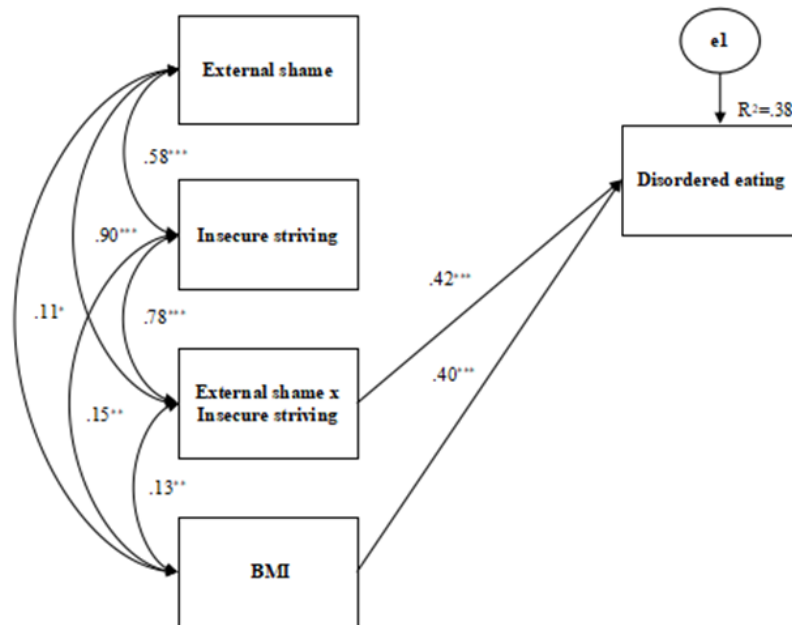 e1
External shame
R²=.38
Disordered eating
.58***
Insecure striving
.90***
.42***
.11*
.78***
.40***
External shame x
Insecure striving
.15**
.13**
BMI